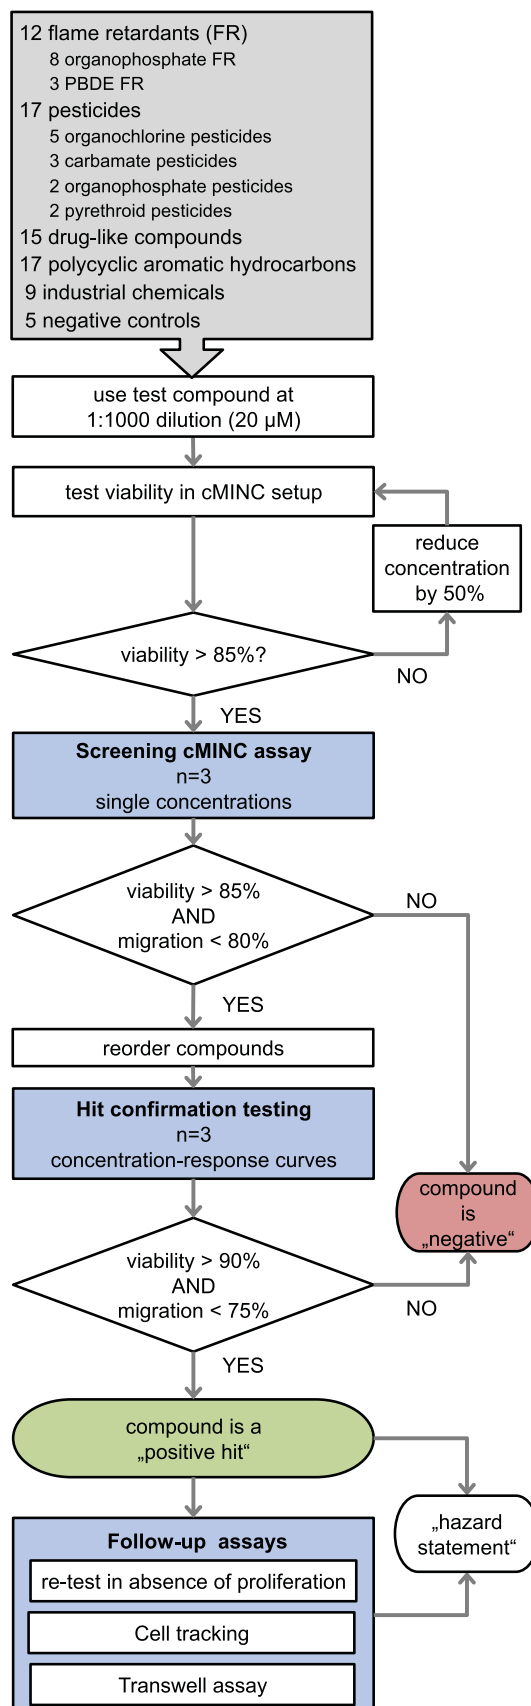 12 flame retardants (FR)
8 organophosphate FR
3 PBDE FR
17 pesticides
5 organochlorine pesticides
3 carbamate pesticides
2 organophosphate pesticides
2 pyrethroid pesticides
15 drug-like compounds
17 polycyclic aromatic hydrocarbons
9 industrial chemicals
5 negative controls
use test compound at
1:1000 dilution (20 µM)
test viability in cMINC setup
reduce
concentration
by 50%
viability > 85%?
NO
YES
Screening cMINC assay
n=3
single concentrations
viability > 85%
AND
migration < 80%
NO
YES
reorder compounds
Hit confirmation testing
n=3
concentration-response curves
compound
is
„negative“
viability > 90%
AND
migration < 75%
NO
YES
compound is a
„positive hit“
„hazard
statement“
Follow-up assays
re-test in absence of proliferation
Cell tracking
Transwell assay